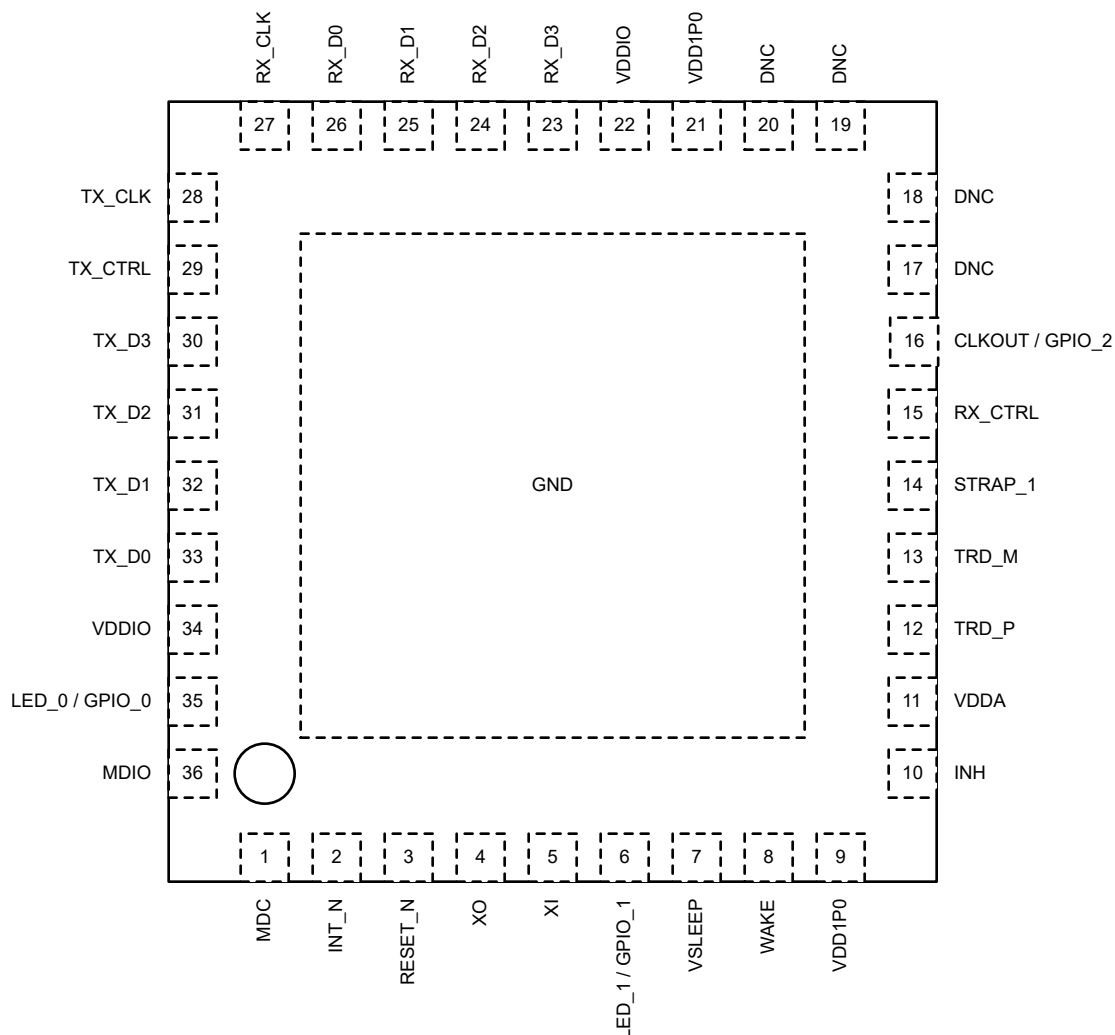 RX_CLK
RX_D0
RX_D1
RX_D2
RX_D3
VDDIO
VDD1P0
DNC
DNC
27
26
25
24
23
22
21
20
19
TX_CLK 28
18 DNC
TX_CTRL 29
17 DNC
TX_D3 30
16 CLKOUT / GPIO_2
TX_D2 31
15 RX_CTRL
TX_D1 32
GND
14 STRAP_1
TX_D0 33
13 TRD_M
VDDIO 34
12 TRD_P
LED_0 / GPIO_0 35
11 VDDA
MDIO 36
10 INH
1
2
3
4
5
6
7
8
9
MDC
INT_N
RESET_N
XO
XI
LED_1 / GPIO_1
VSLEEP
WAKE
VDD1P0